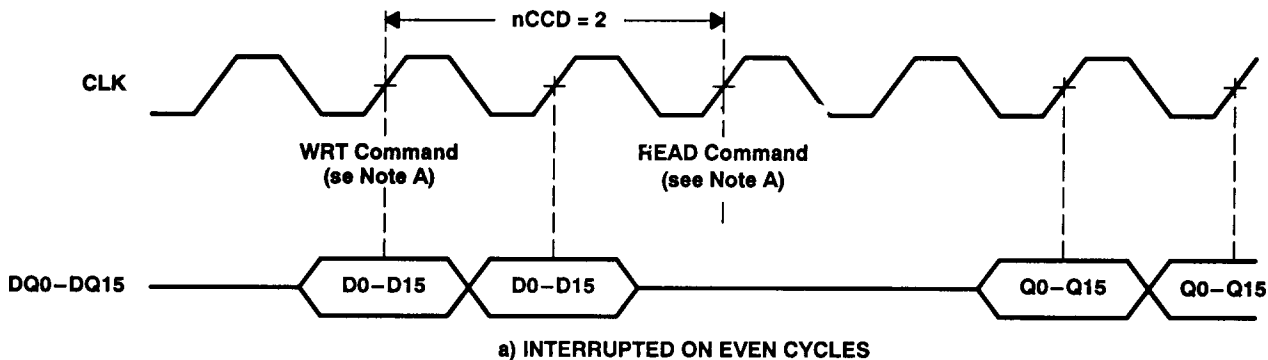 nCCD = 2
CLK
WRT Command
(se Note A)
READ Command
(see Note A)
DQ0–DQ15
D0–D15
D0–D15
Q0–Q15
Q0–Q15
a) INTERRUPTED ON EVEN CYCLES